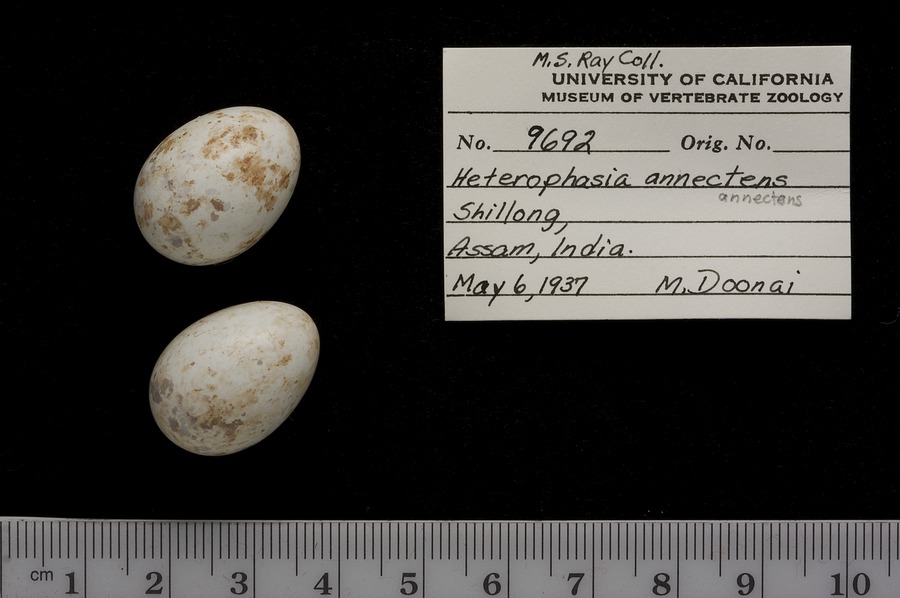 M.S. Ray Coll.
UNIVERSITY OF CALIFORNIA
MUSEUM OF VERTEBRATE ZOOLOGY
No. 9692 Orig. No.
Heterophasia annectens
annectens
Shillong,
Assam, India.
May 6, 1937 M. Doonai
cm 1 2 3 4 5 6 7 8 9 10